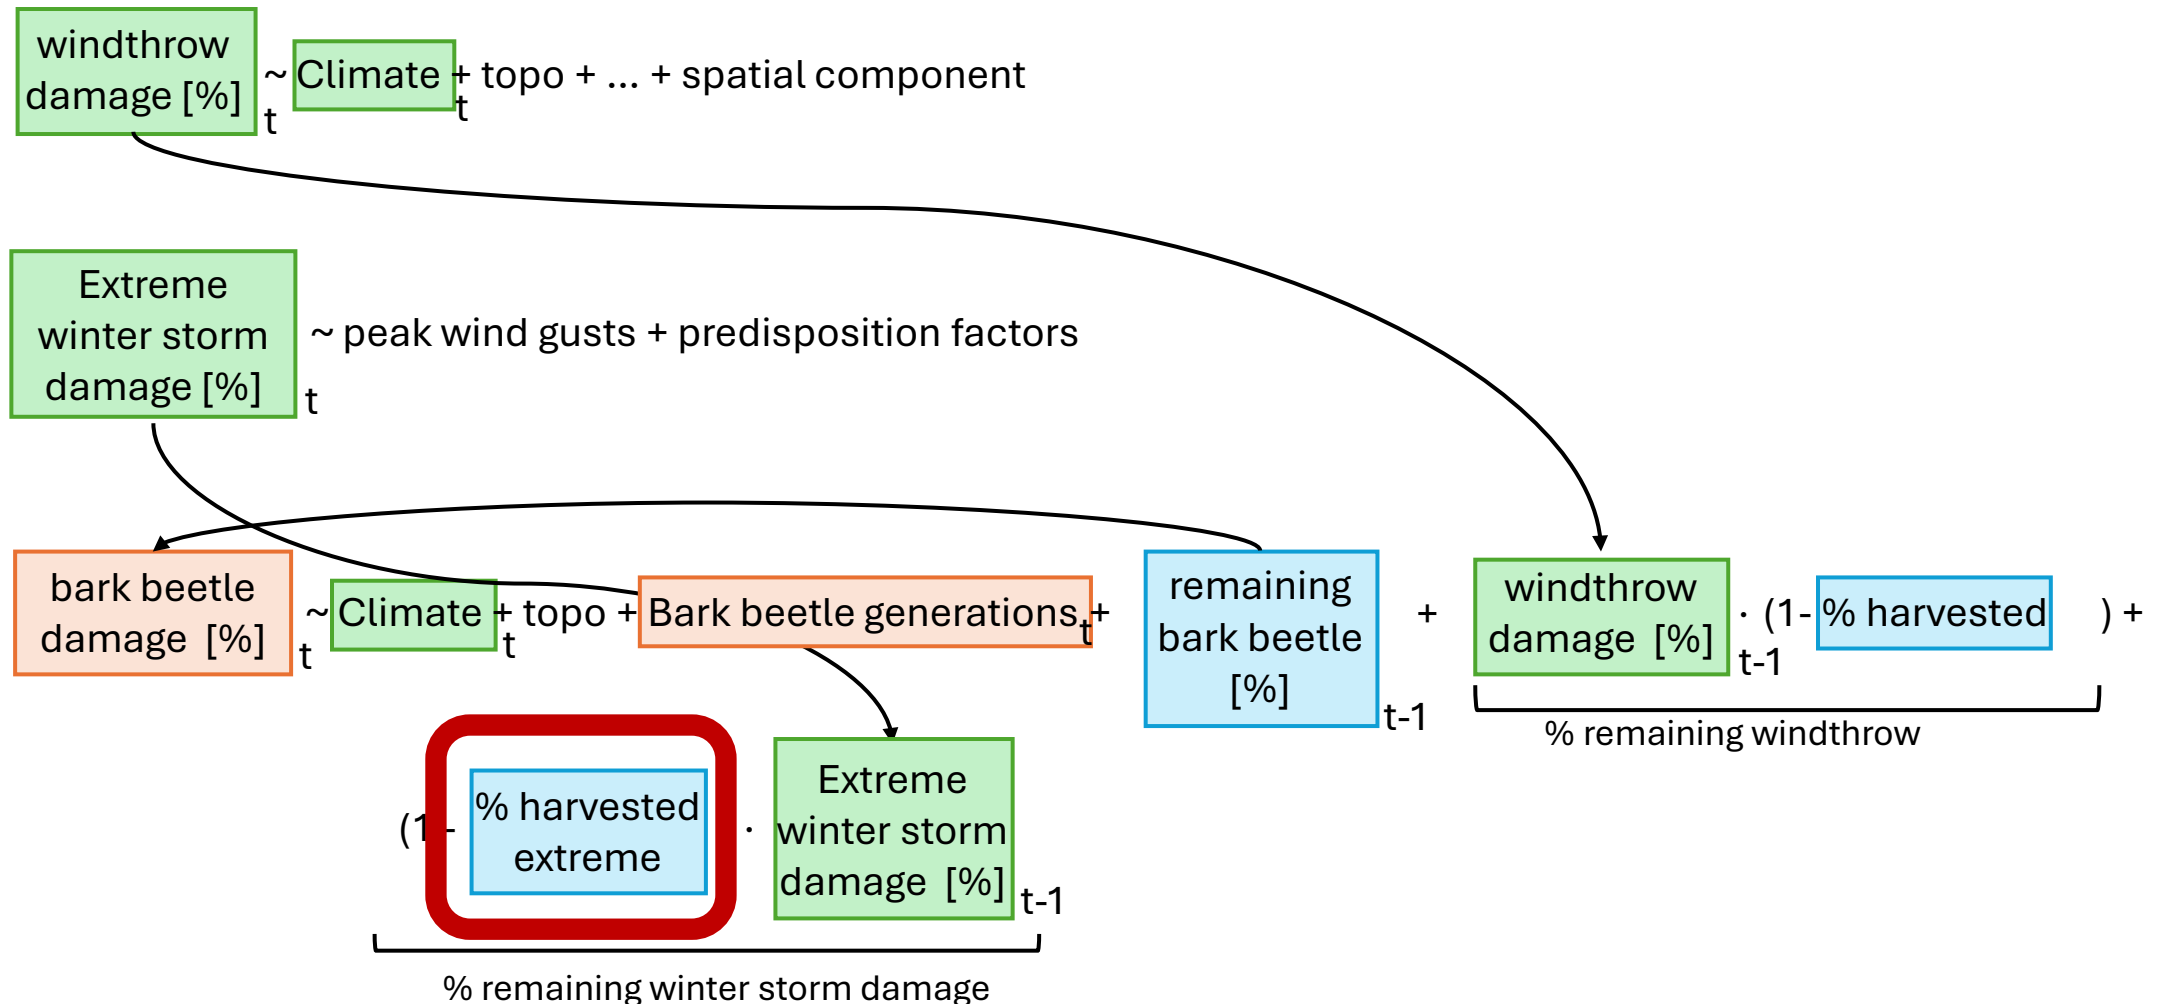 windthrow
damage [%] t ~ Climate t + topo + ... + spatial component
Extreme
winter storm
damage [%] t ~ peak wind gusts + predisposition factors
bark beetle
damage [%] t ~ Climate t + topo + Bark beetle generations t +
remaining
bark beetle
[%] t-1 +
windthrow
damage [%] t-1 · (1- % harvested ) +
% remaining windthrow
(1- % harvested
extreme ·
Extreme
winter storm
damage [%] t-1
% remaining winter storm damage